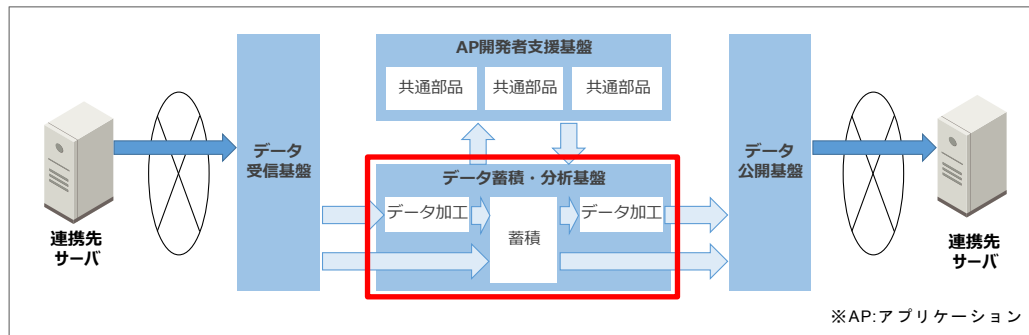 AP開発者支援基盤
共通部品
共通部品
共通部品
連携先
サーバ
データ
受信基盤
データ蓄積・分析基盤
データ加工
蓄積
データ加工
データ
公開基盤
連携先
サーバ
※AP:アプリケーション